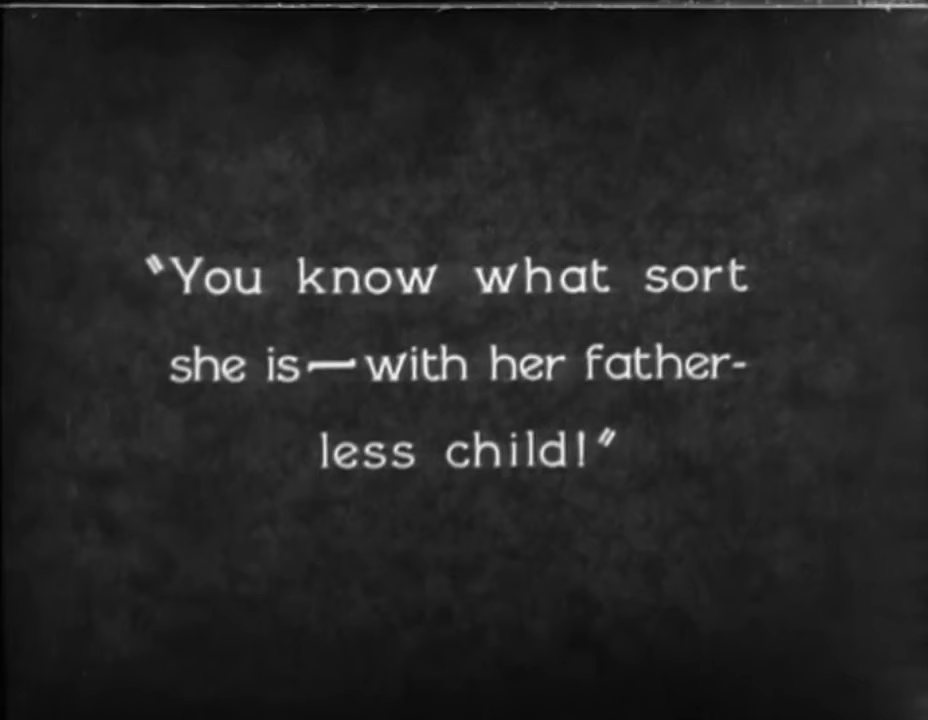 "You know what sort
she is—with her father-
less child!"